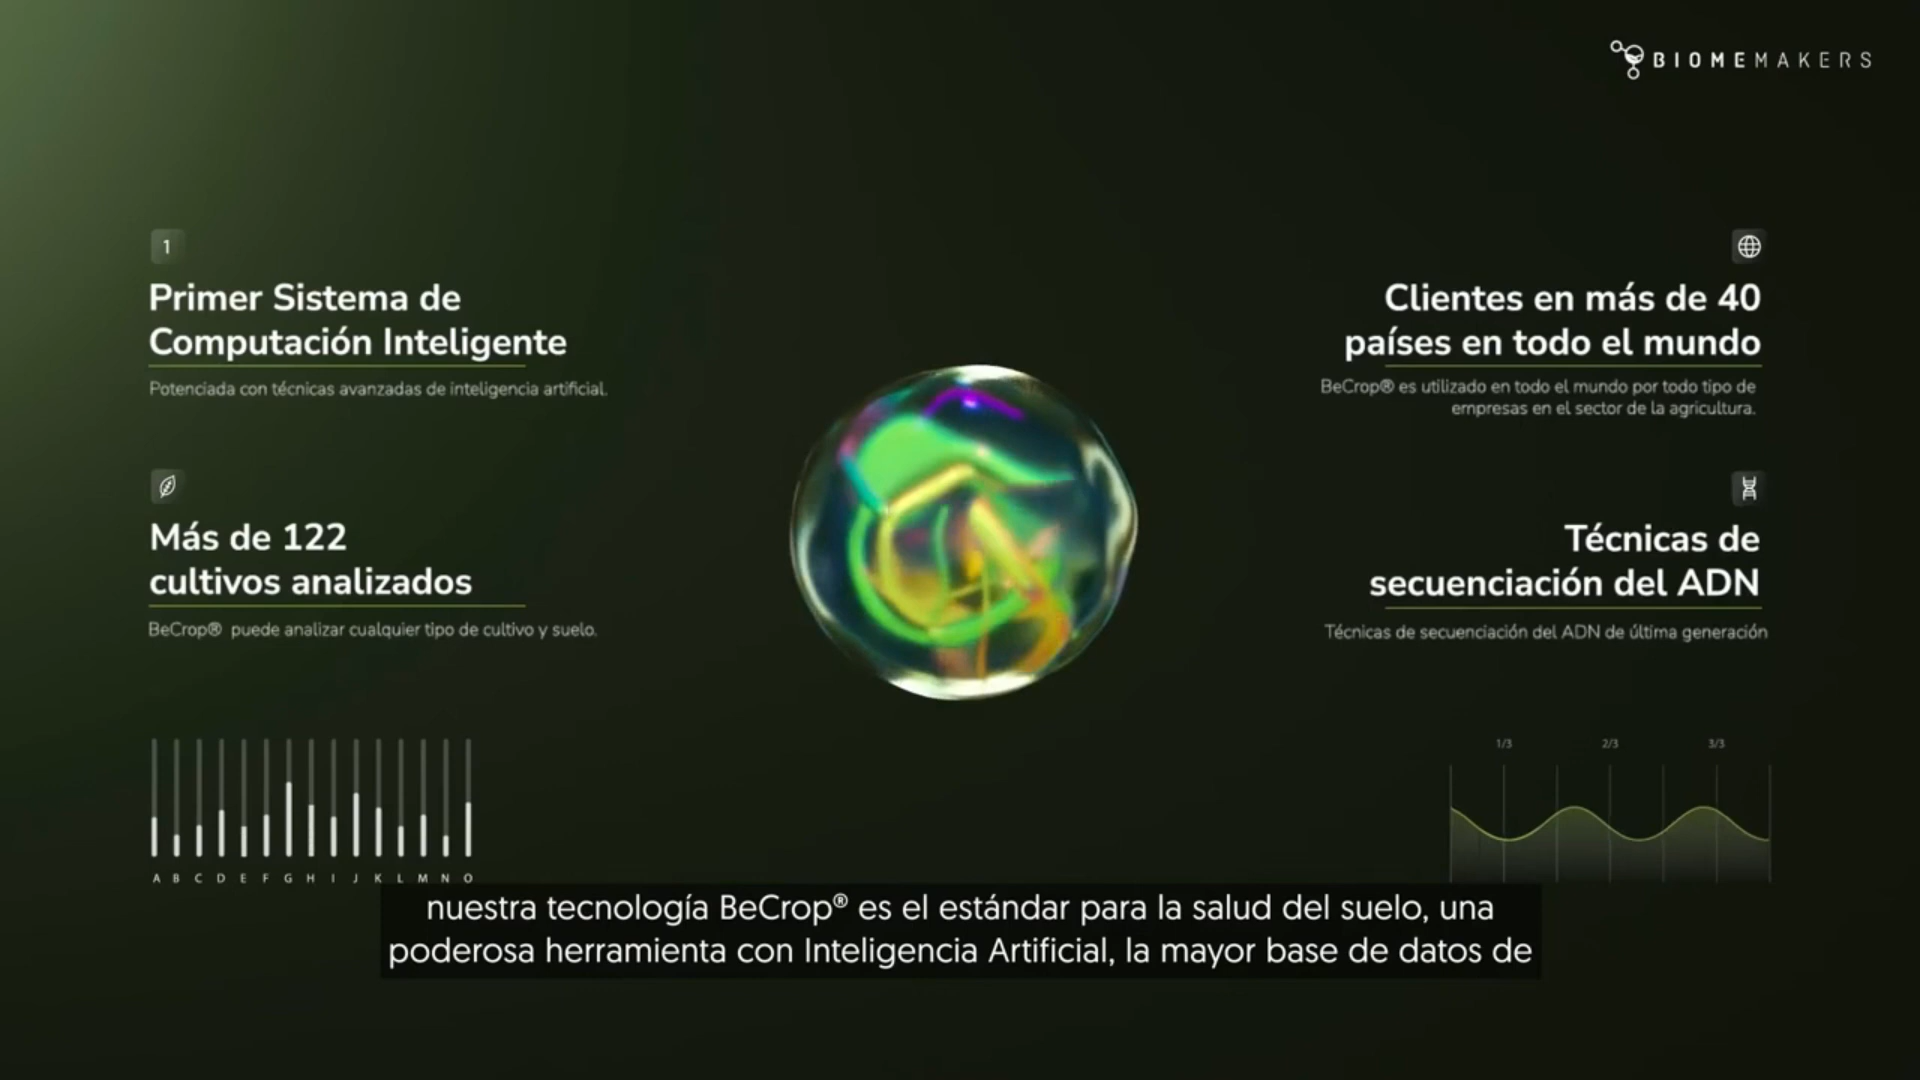 BIOMEMAKERS
1
Primer Sistema de
Computación Inteligente
Potenciada con técnicas avanzadas de inteligencia artificial.
Más de 122
cultivos analizados
BeCrop® puede analizar cualquier tipo de cultivo y suelo.
Clientes en más de 40
países en todo el mundo
BeCrop® es utilizado en todo el mundo por todo tipo de
empresas en el sector de la agricultura.
Técnicas de
secuenciación del ADN
Técnicas de secuenciación del ADN de última generación
A B C D E F G H I J K L M N O
1/3 2/3 3/3
nuestra tecnología BeCrop® es el estándar para la salud del suelo, una
poderosa herramienta con Inteligencia Artificial, la mayor base de datos de